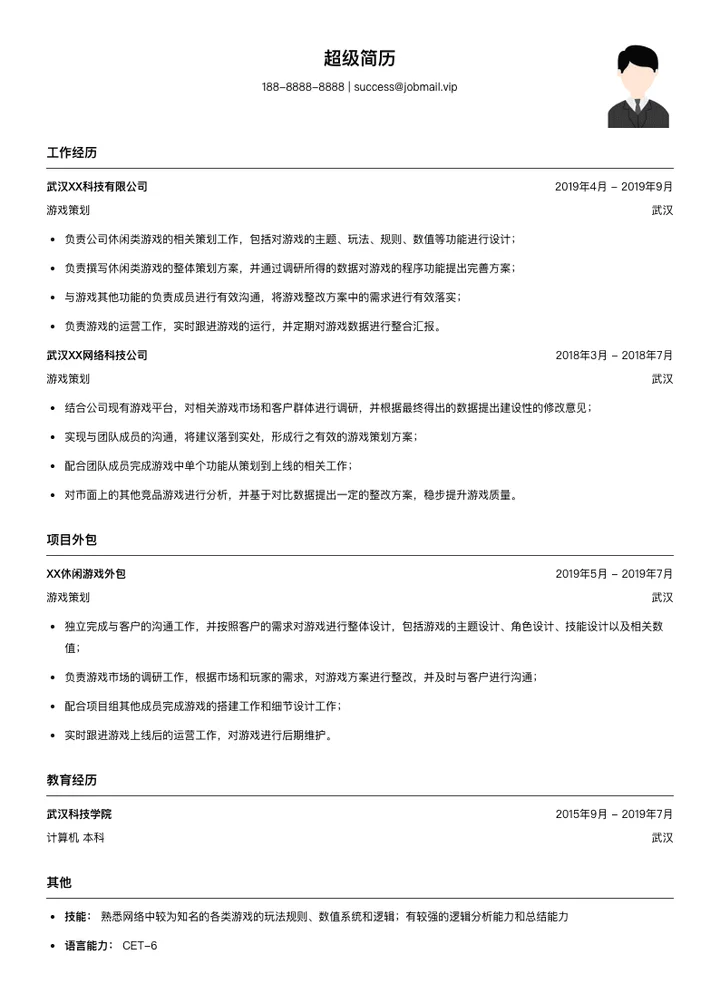 超级简历
188-8888-8888 | success@jobmail.vip
工作经历
武汉XX科技有限公司 2019年4月 – 2019年9月
游戏策划 武汉
• 负责公司休闲类游戏的相关策划工作，包括对游戏的主题、玩法、规则、数值等功能进行设计；
• 负责撰写休闲类游戏的整体策划方案，并通过调研所得的数据对游戏的程序功能提出完善方案；
• 与游戏其他功能的负责成员进行有效沟通，将游戏整改方案中的需求进行有效落实；
• 负责游戏的运营工作，实时跟进游戏的运行，并定期对游戏数据进行整合汇报。
武汉XX网络科技公司 2018年3月 – 2018年7月
游戏策划 武汉
• 结合公司现有游戏平台，对相关游戏市场和客户群体进行调研，并根据最终得出的数据提出建设性的修改意见；
• 实现与团队成员的沟通，将建议落到实处，形成行之有效的游戏策划方案；
• 配合团队成员完成游戏中单个功能从策划到上线的相关工作；
• 对市面上的其他竞品游戏进行分析，并基于对比数据提出一定的整改方案，稳步提升游戏质量。
项目外包
XX休闲游戏外包 2019年5月 – 2019年7月
游戏策划 武汉
• 独立完成与客户的沟通工作，并按照客户的需求对游戏进行整体设计，包括游戏的主题设计、角色设计、技能设计以及相关数
值；
• 负责游戏市场的调研工作，根据市场和玩家的需求，对游戏方案进行整改，并及时与客户进行沟通；
• 配合项目组其他成员完成游戏的搭建工作和细节设计工作；
• 实时跟进游戏上线后的运营工作，对游戏进行后期维护。
教育经历
武汉科技学院 2015年9月 – 2019年7月
计算机 本科 武汉
其他
• 技能： 熟悉网络中较为知名的各类游戏的玩法规则、数值系统和逻辑；有较强的逻辑分析能力和总结能力
• 语言能力： CET-6